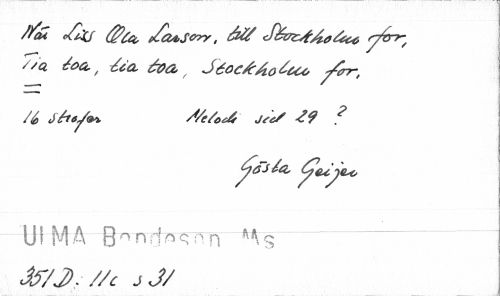 När Liss Ola Larsson, till Stockholm for,
Tia toa, tia toa, Stockholm for.
=
16 strofer Melodi sid 29 ?
Gösta Geijer
ULMA Bondeson Ms
351 D: 11c s 31